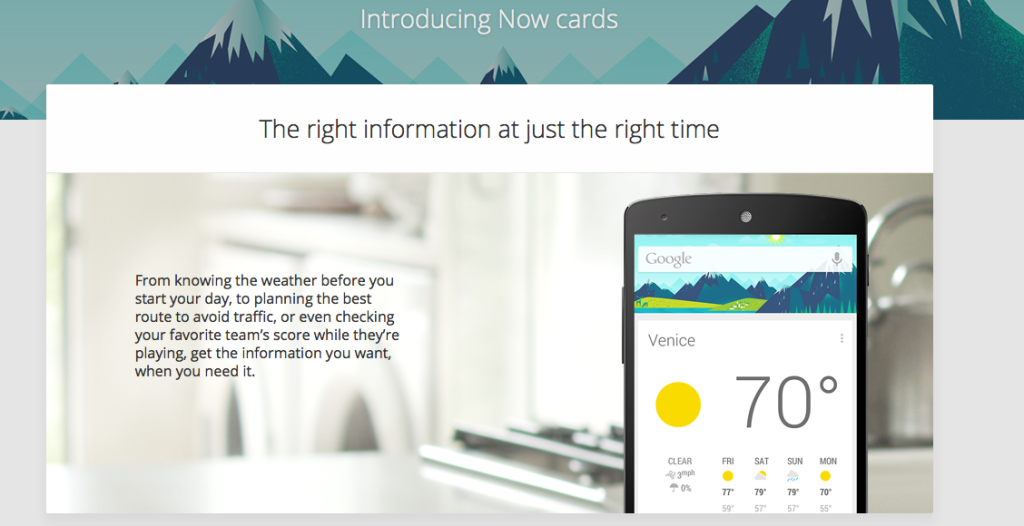 Introducing Now cards
The right information at just the right time
From knowing the weather before you
start your day, to planning the best
route to avoid traffic, or even checking
your favorite team’s score while they’re
playing, get the information you want,
when you need it.
Google
Venice
70°
CLEAR FRI SAT SUN MON
3mph
0%
77° 79° 79° 70°
59° 57° 57° 55°